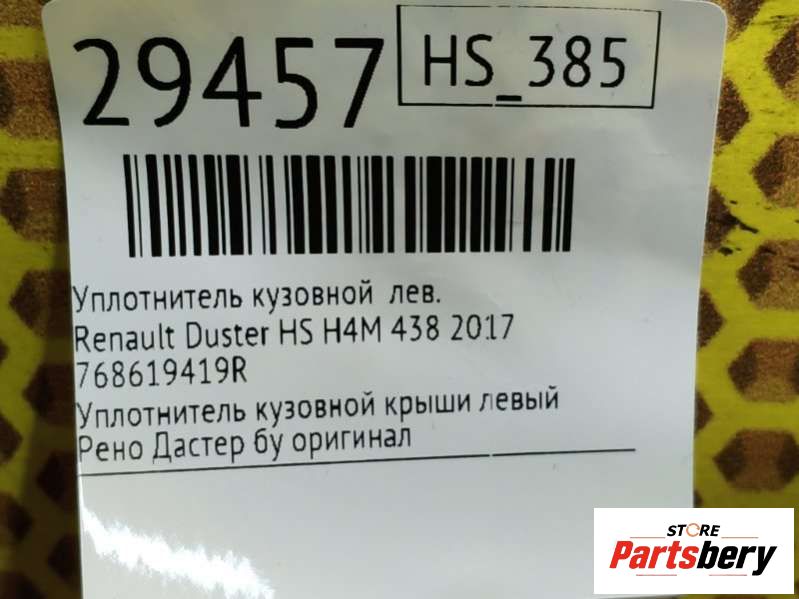 29457
HS_385
Уплотнитель кузовной лев.
Renault Duster HS H4M 438 2017
768619419R
Уплотнитель кузовной крыши левый
Рено Дастер бу оригинал
STORE
Partsbery